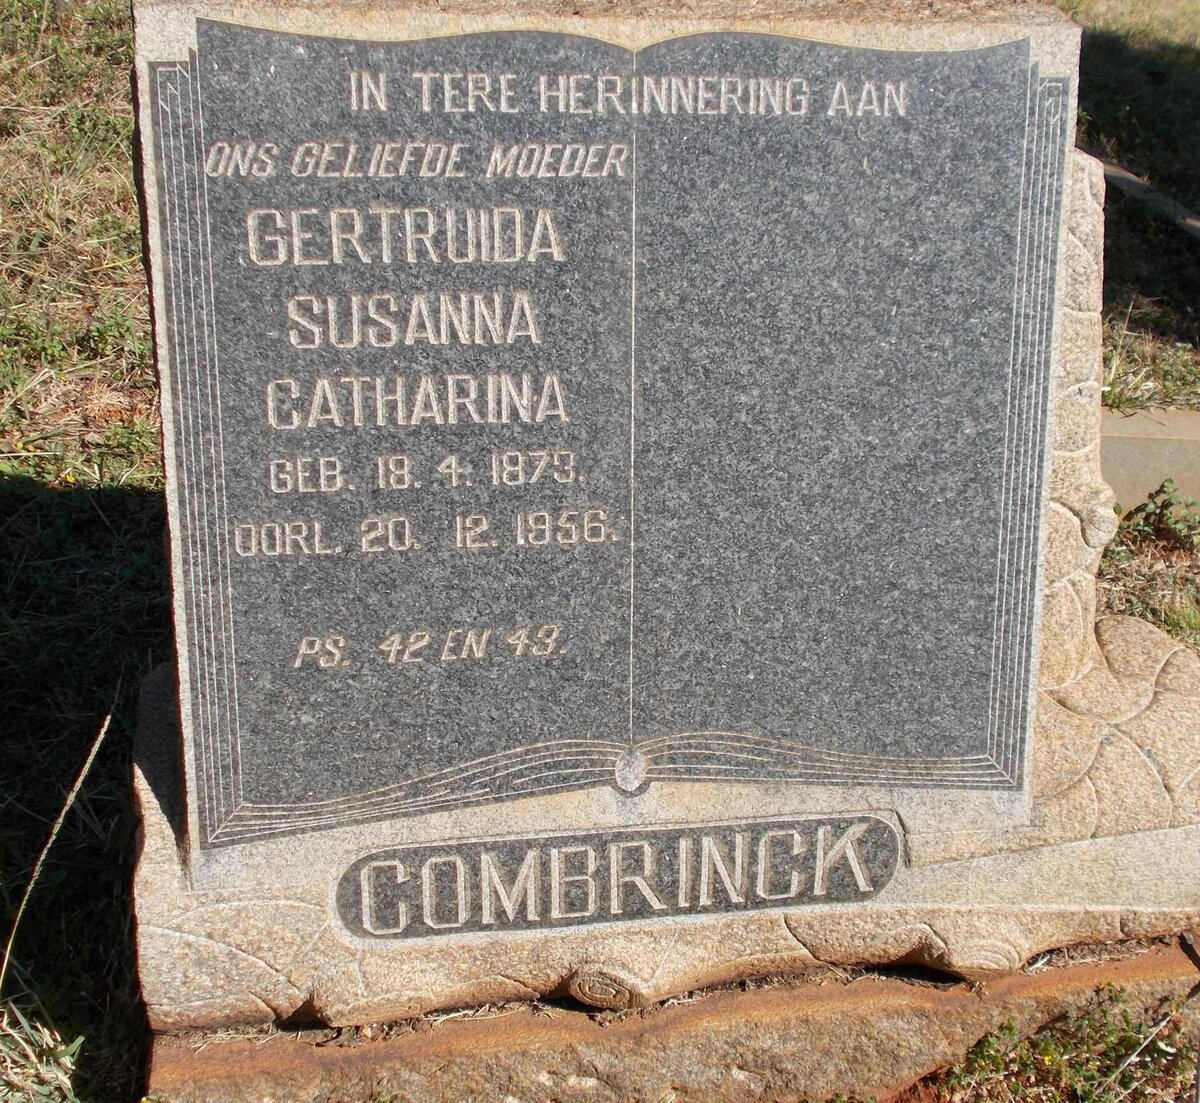 IN TERE HERINNERING AAN
ONS GELIEFDE MOEDER
GERTRUIDA
SUSANNA
CATHARINA
GEB. 18. 4. 1873.
OORL. 20. 12. 1956.
PS. 42 EN 43.
COMBRINCK